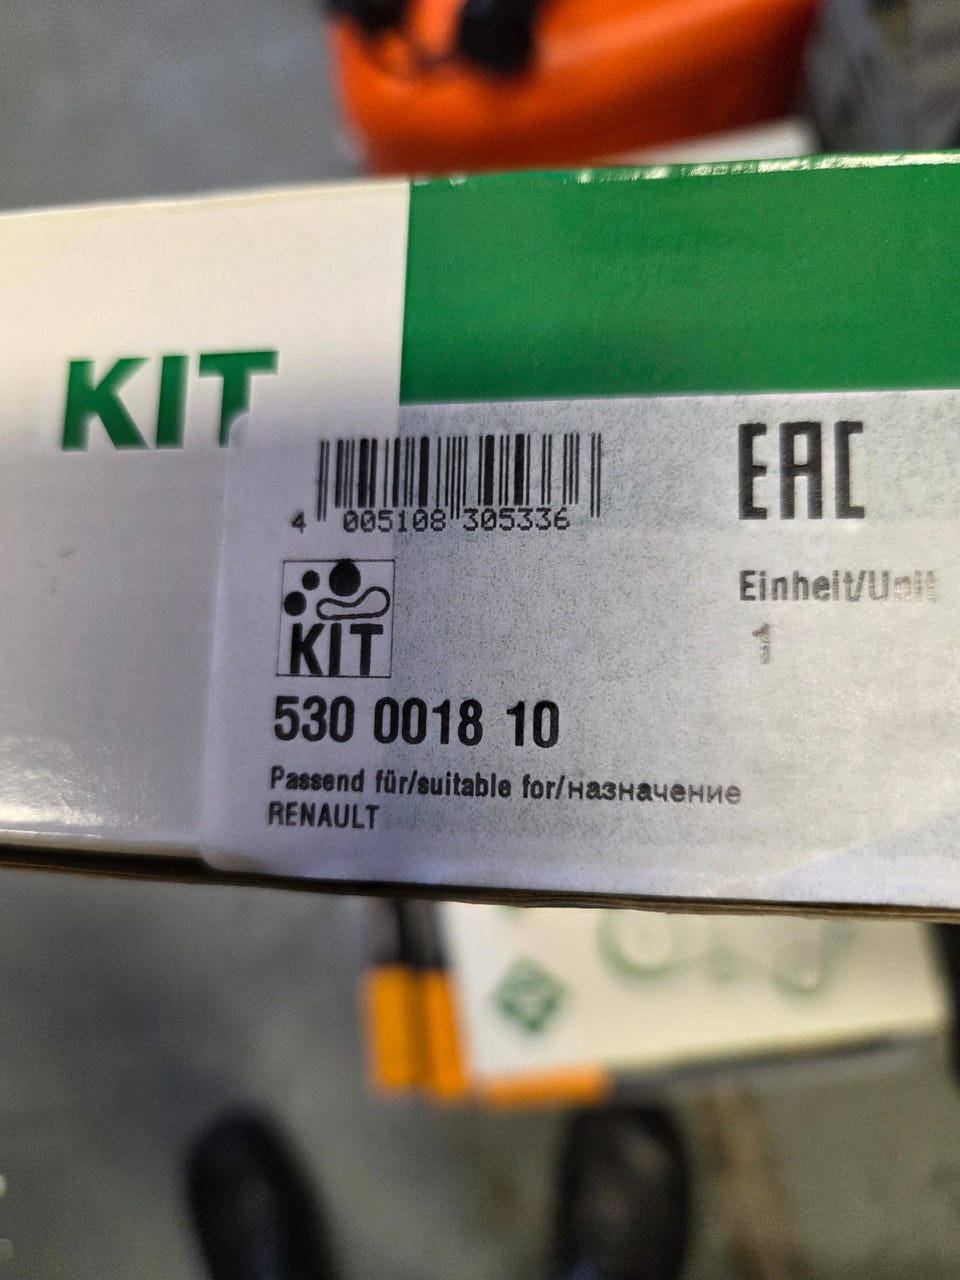 KIT
EAC
4 005108 305336
Einheit/Unit
1
KIT
530 0018 10
Passend für/suitable for/назначение
RENAULT